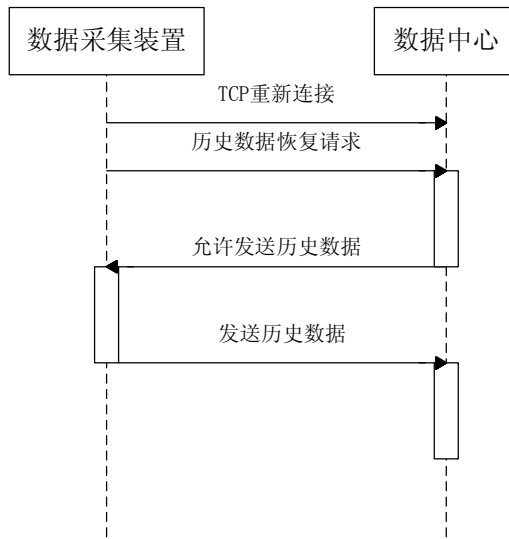 数据采集装置
数据中心
TCP重新连接
历史数据恢复请求
允许发送历史数据
发送历史数据